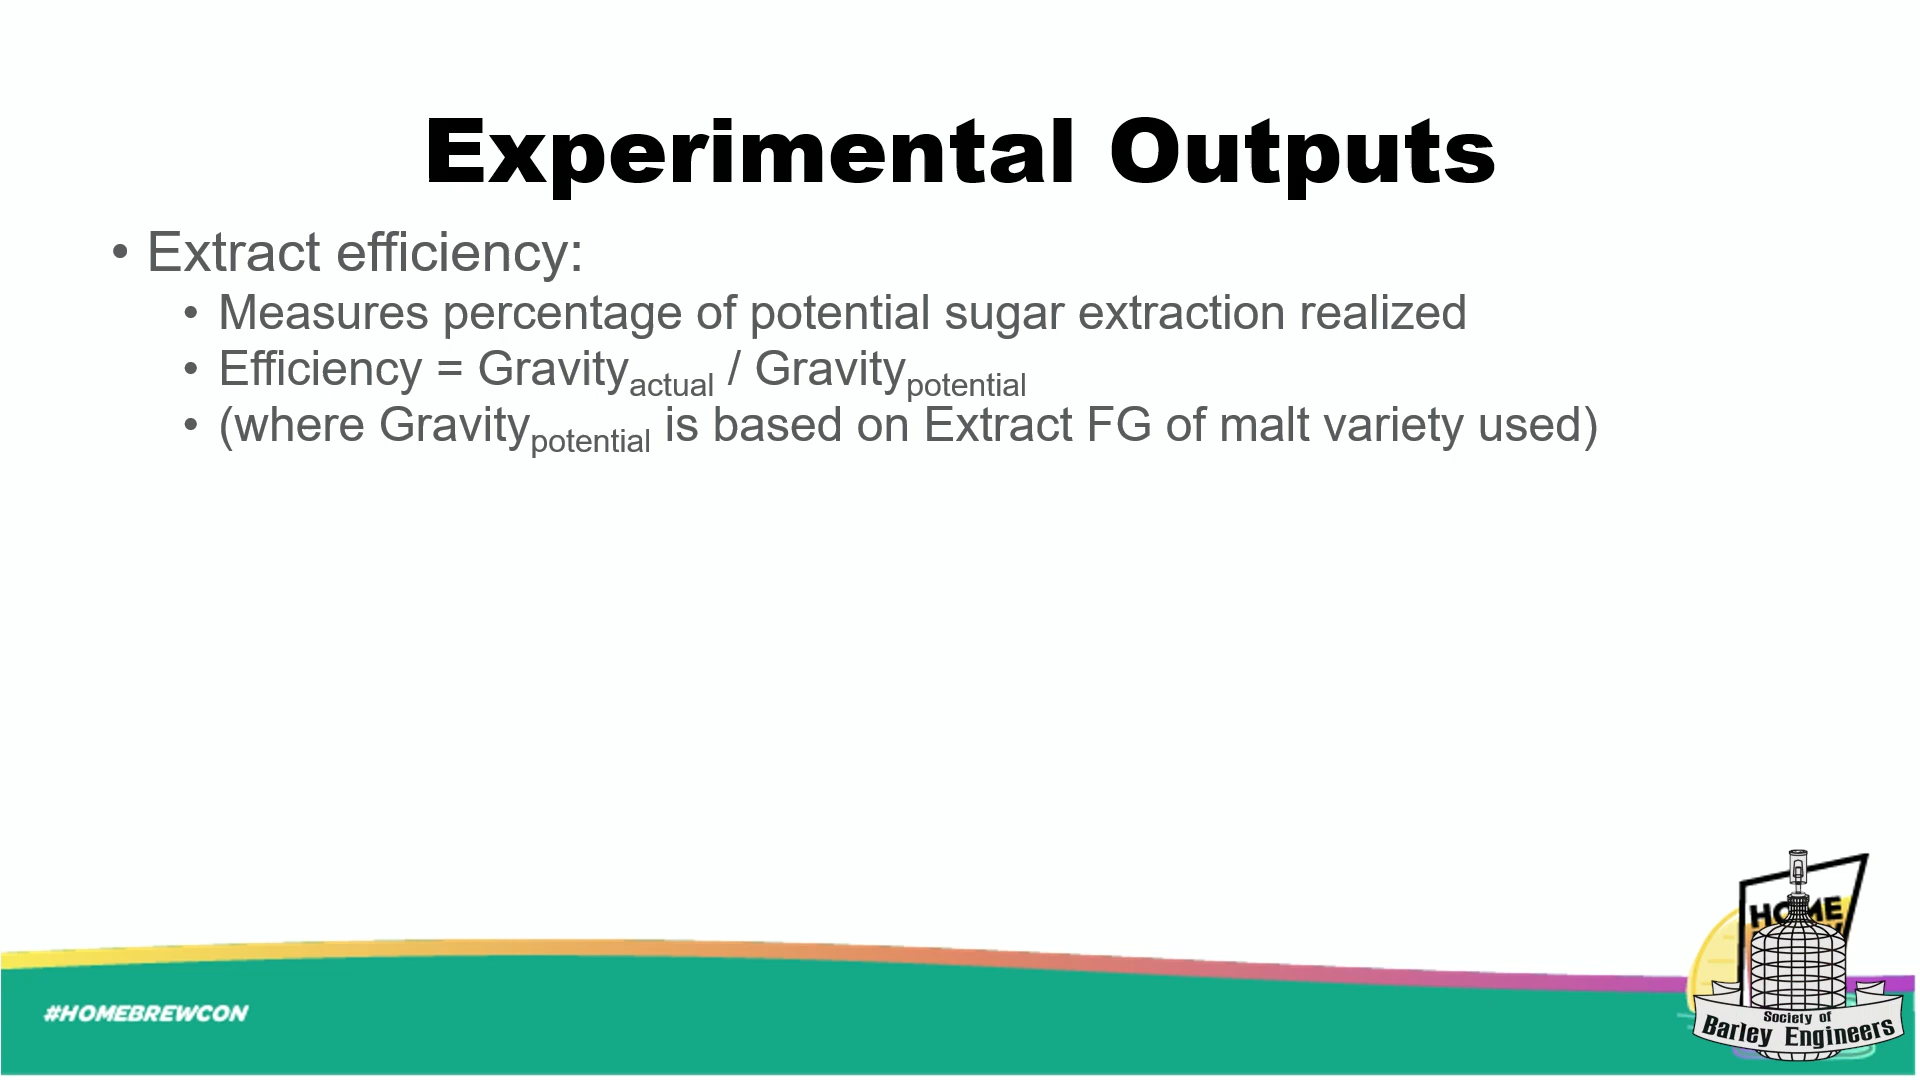 Experimental Outputs
• Extract efficiency:
• Measures percentage of potential sugar extraction realized
• Efficiency = Gravityactual / Gravitypotential
• (where Gravitypotential is based on Extract FG of malt variety used)
HOME
#HOMEBREWCON
Society of
Barley Engineers